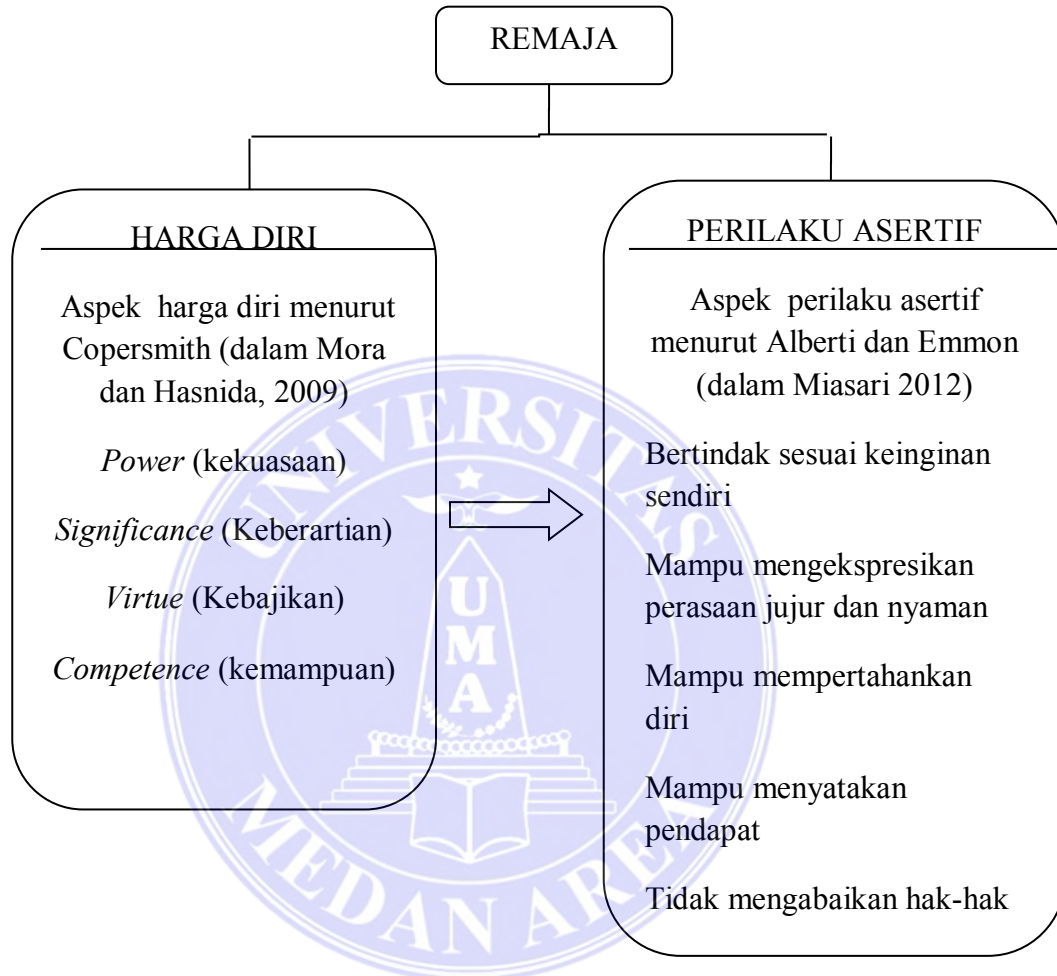 REMAJA
HARGA DIRI
Aspek harga diri menurut
Copersmith (dalam Mora
dan Hasnida, 2009)
Power (kekuasaan)
Significance (Keberartian)
Virtue (Kebajikan)
Competence (kemampuan)
PERILAKU ASERTIF
Aspek perilaku asertif
menurut Alberti dan Emmon
(dalam Miasari 2012)
Bertindak sesuai keinginan
sendiri
Mampu mengekspresikan
perasaan jujur dan nyaman
Mampu mempertahankan
diri
Mampu menyatakan
pendapat
Tidak mengabaikan hak-hak
UNIVERSITAS
UMA
MEDAN AREA